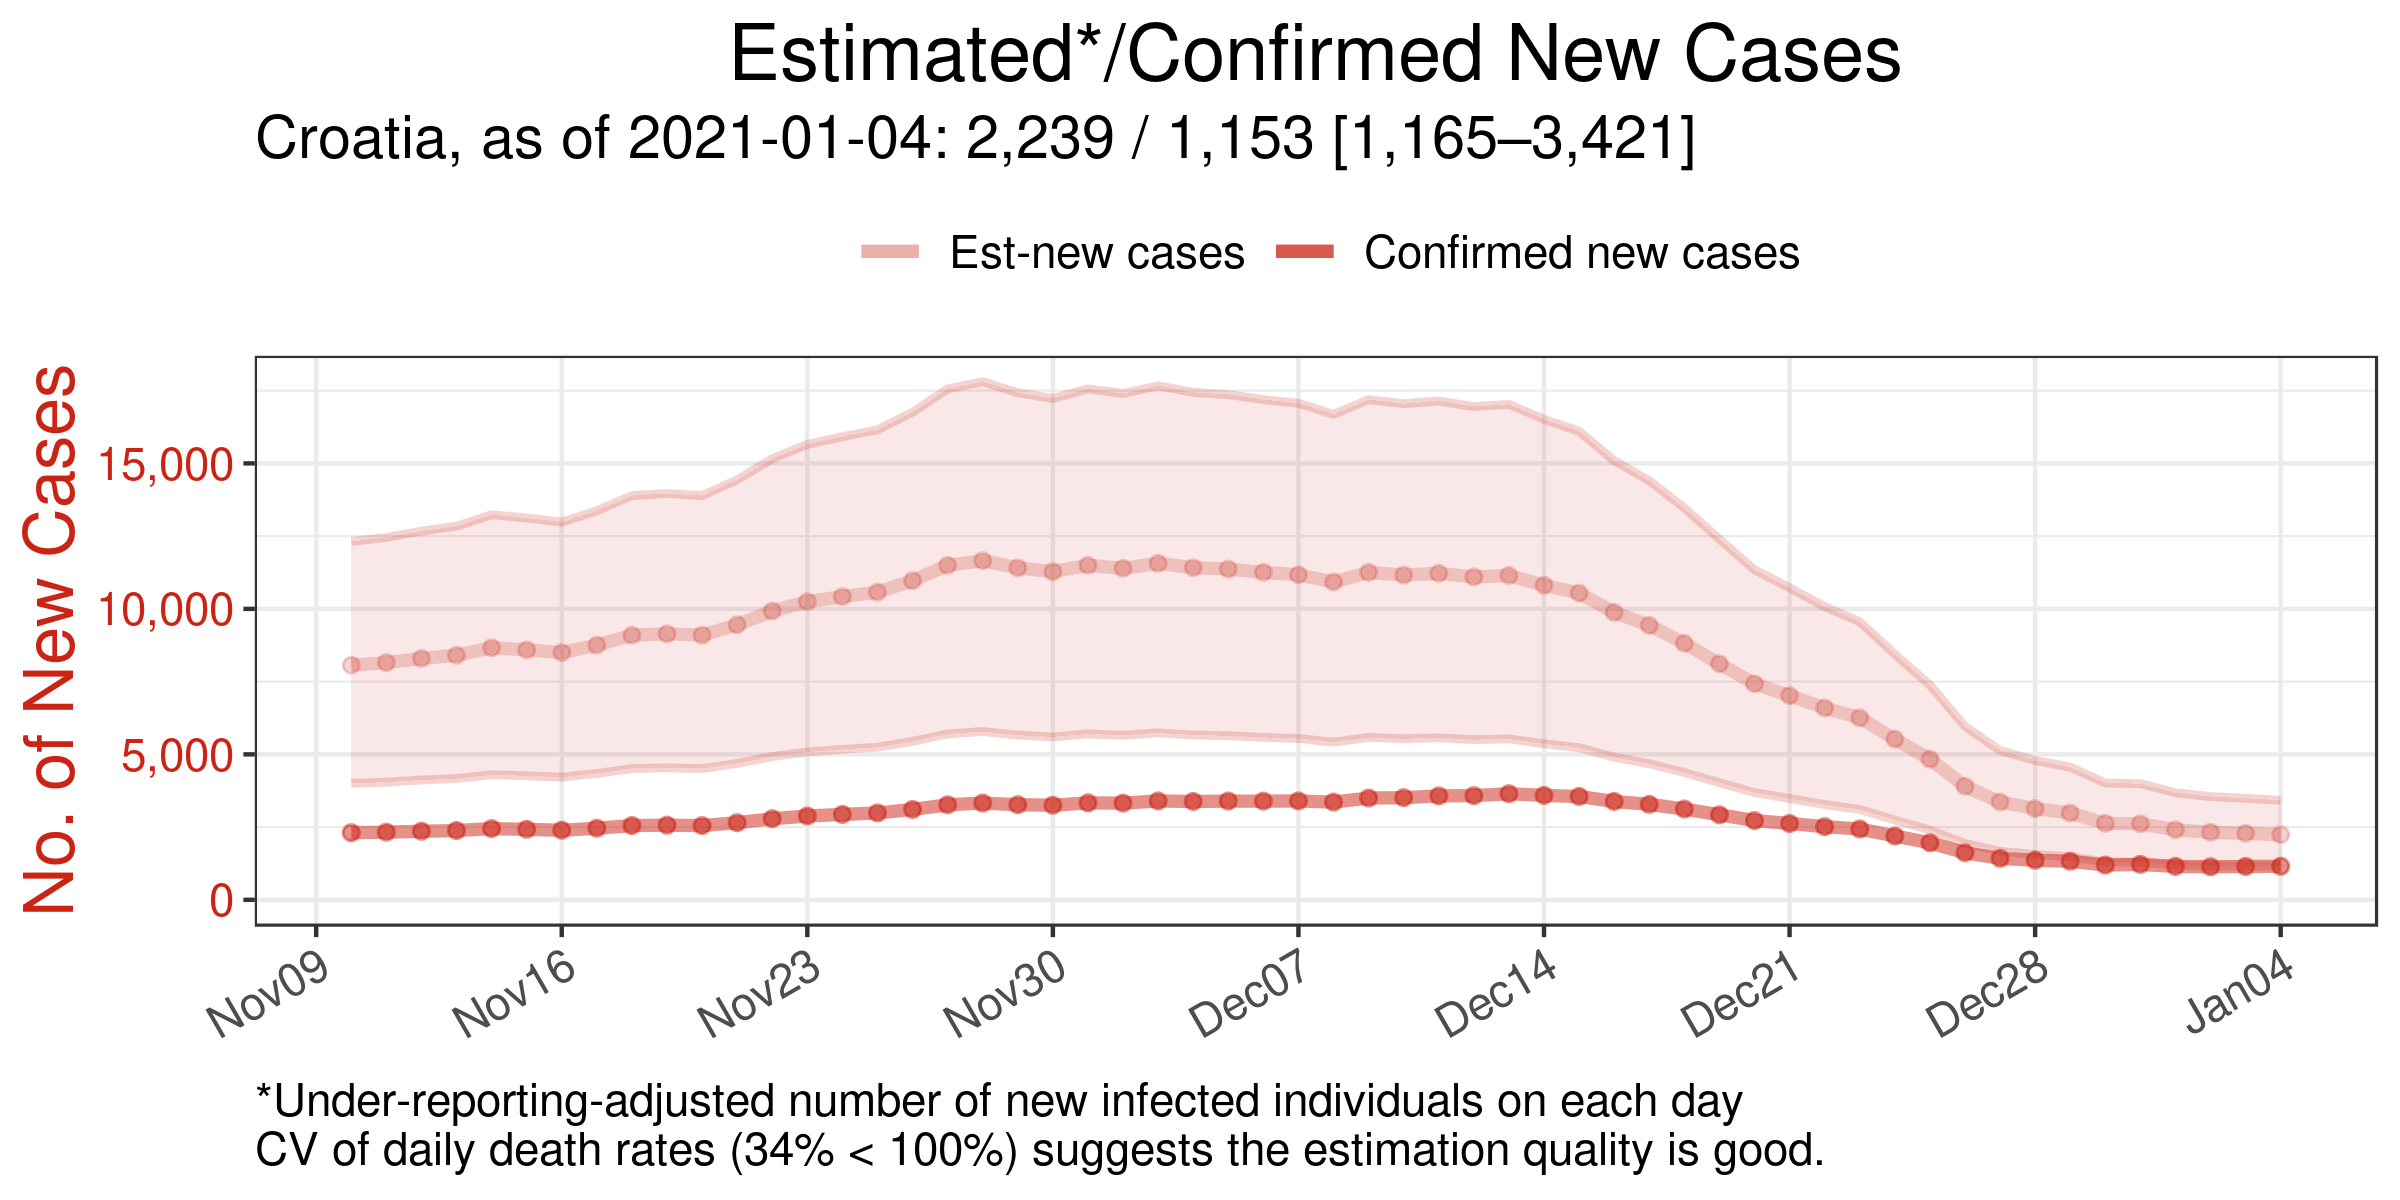 Estimated*/Confirmed New Cases
Croatia, as of 2021-01-04: 2,239 / 1,153 [1,165–3,421]
Est-new cases
Confirmed new cases
No. of New Cases
15,000
10,000
5,000
0
Nov09
Nov16
Nov23
Nov30
Dec07
Dec14
Dec21
Dec28
Jan04
*Under-reporting-adjusted number of new infected individuals on each day
CV of daily death rates (34% < 100%) suggests the estimation quality is good.